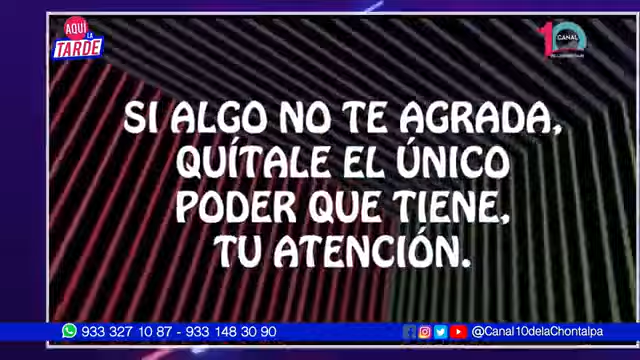 AQUÍ
LA
TARDE
10
CANAL
SI ALGO NO TE AGRADA,
QUÍTALE EL ÚNICO
PODER QUE TIENE,
TU ATENCIÓN.
933 327 10 87 - 933 148 30 90
@Canal10delaChontalpa